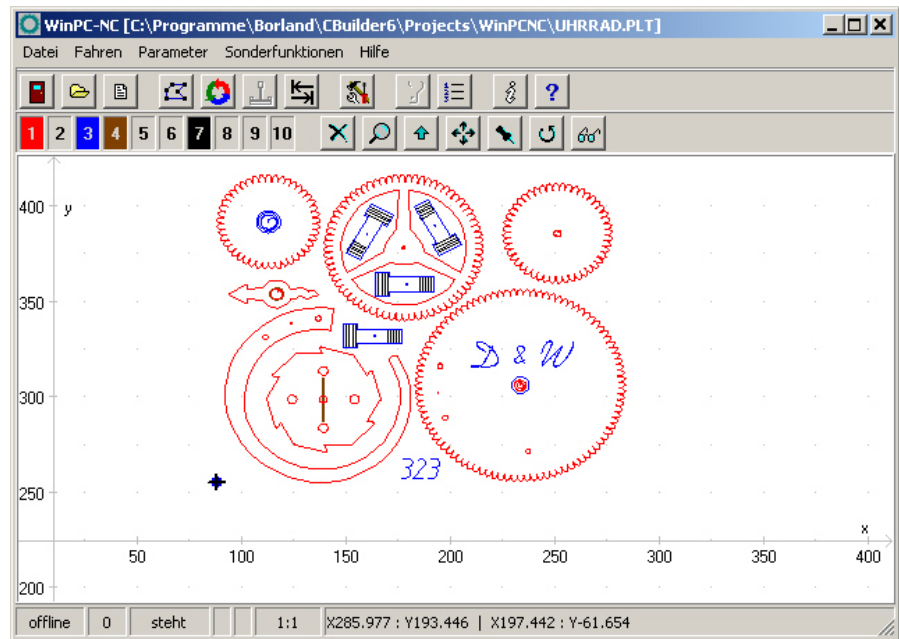 WinPC-NC [C:\Programme\Borland\CBuilder6\Projects\WinPCNC\UHRRAD.PLT]
Datei Fahren Parameter Sonderfunktionen Hilfe
?
1 2 3 4 5 6 7 8 9 10
400 y
350
D & W
300
323
250
x
50 100 150 200 250 300 350 400
200
offline 0 steht 1:1 X285.977 : Y193.446 | X197.442 : Y-61.654